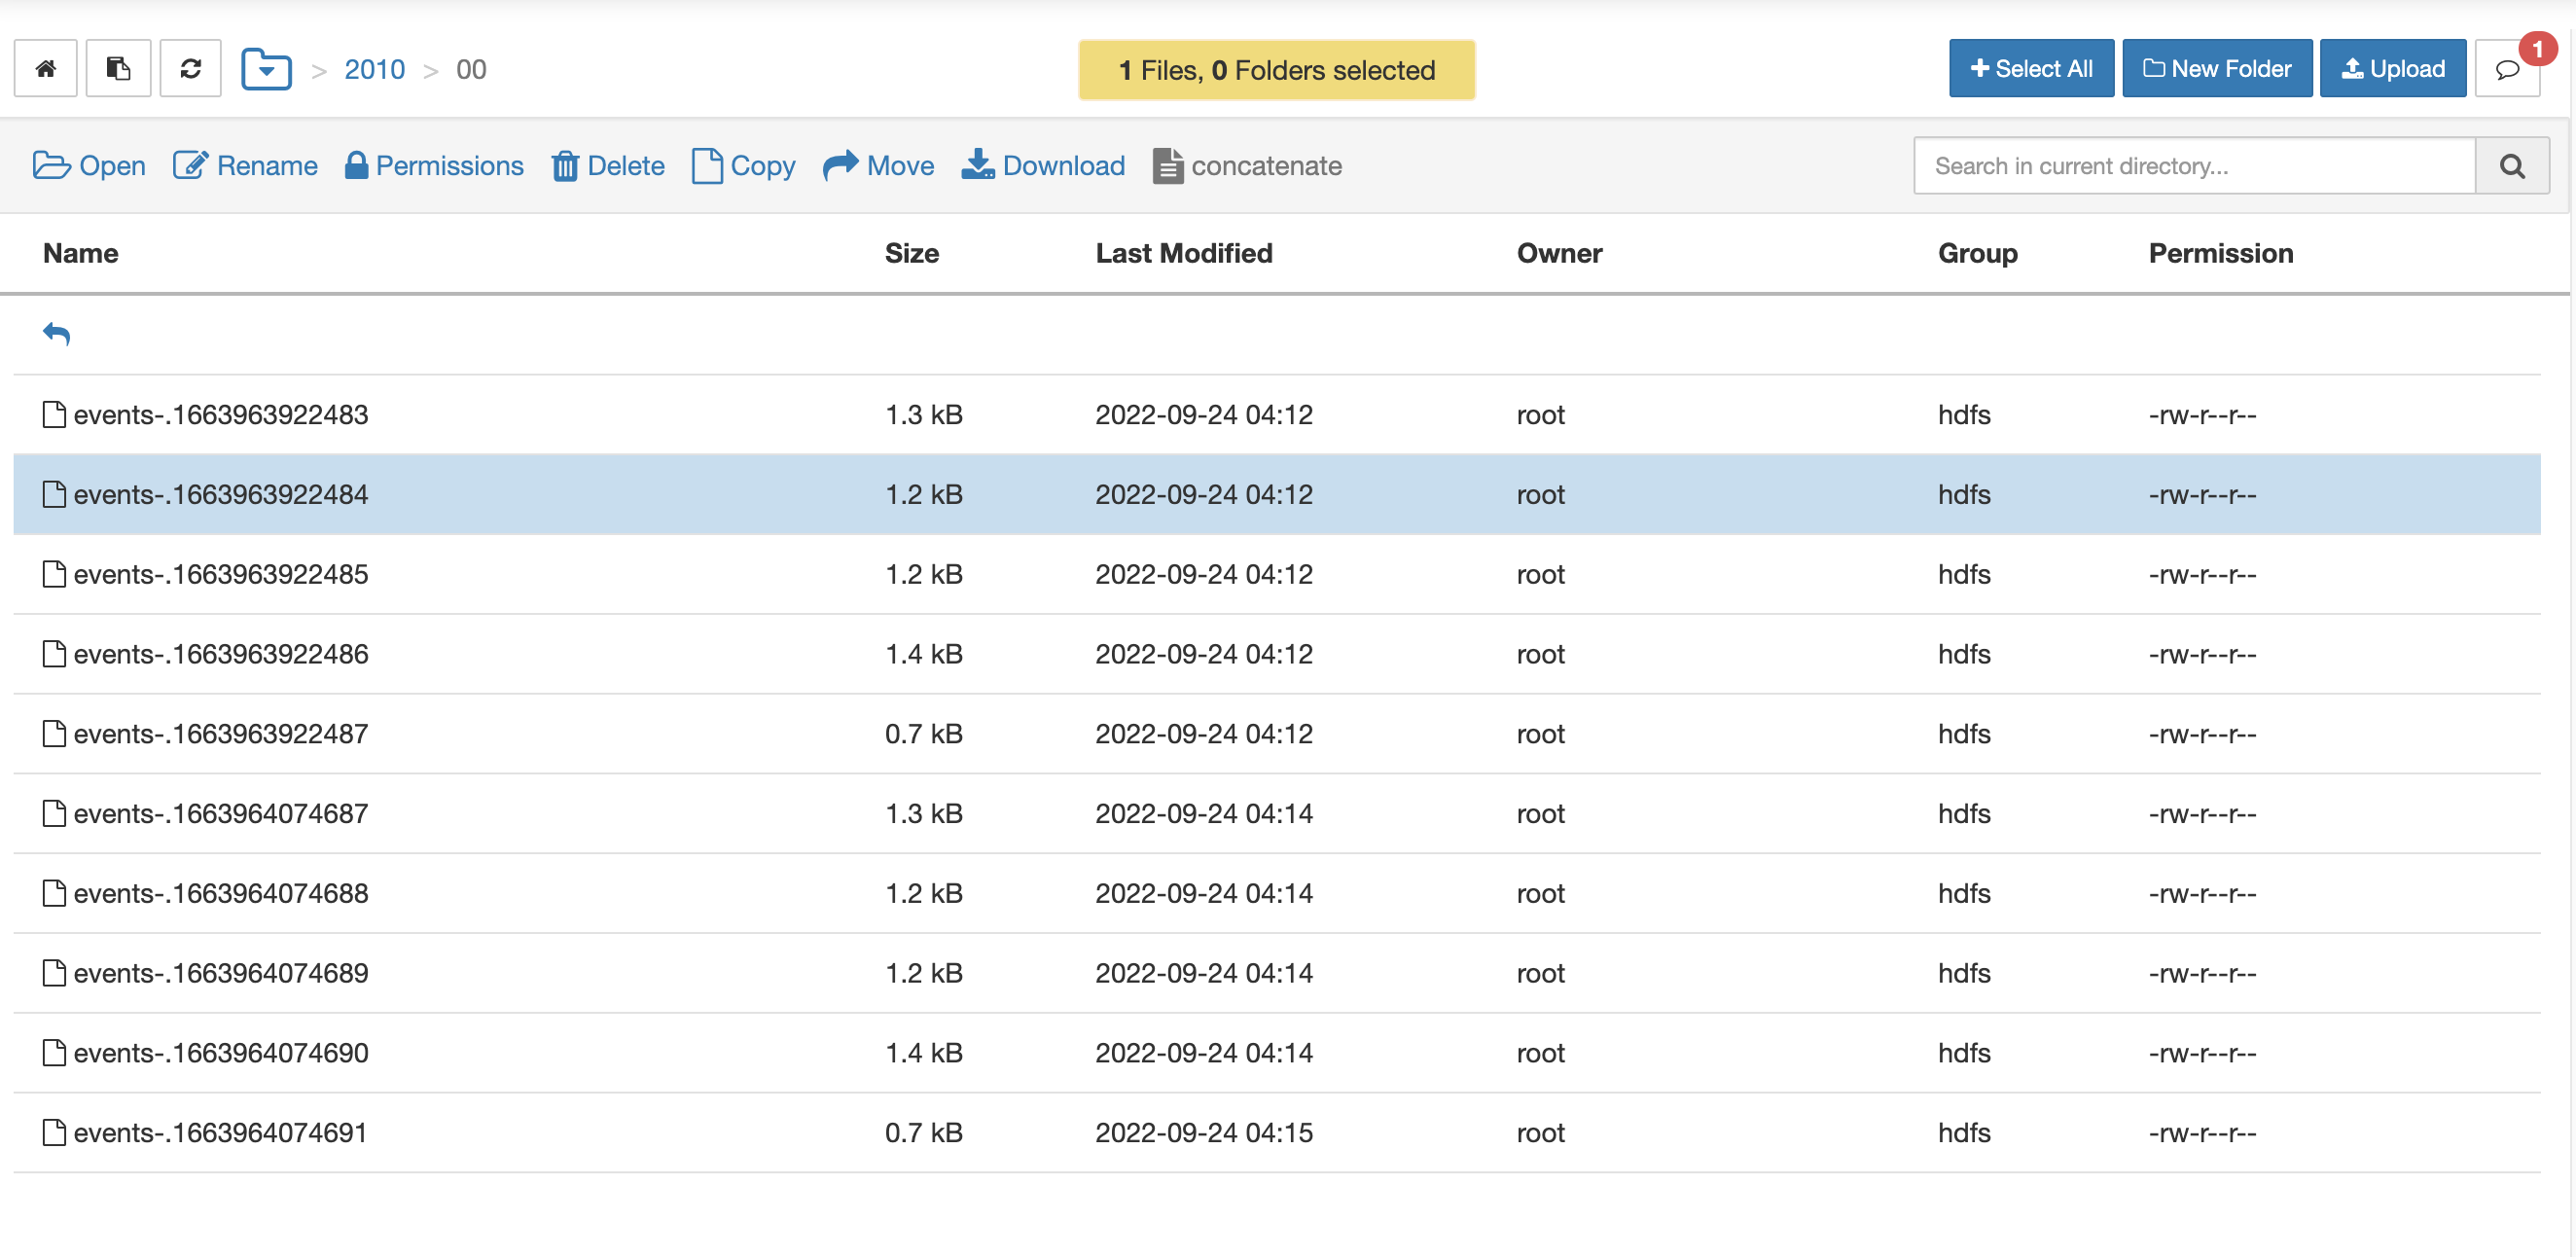 > 2010 > 00 1 Files, 0 Folders selected Select All New Folder Upload 1
Open Rename Permissions Delete Copy Move Download concatenate Search in current directory...
Name Size Last Modified Owner Group Permission
events-.1663963922483 1.3 kB 2022-09-24 04:12 root hdfs -rw-r--r--
events-.1663963922484 1.2 kB 2022-09-24 04:12 root hdfs -rw-r--r--
events-.1663963922485 1.2 kB 2022-09-24 04:12 root hdfs -rw-r--r--
events-.1663963922486 1.4 kB 2022-09-24 04:12 root hdfs -rw-r--r--
events-.1663963922487 0.7 kB 2022-09-24 04:12 root hdfs -rw-r--r--
events-.1663964074687 1.3 kB 2022-09-24 04:14 root hdfs -rw-r--r--
events-.1663964074688 1.2 kB 2022-09-24 04:14 root hdfs -rw-r--r--
events-.1663964074689 1.2 kB 2022-09-24 04:14 root hdfs -rw-r--r--
events-.1663964074690 1.4 kB 2022-09-24 04:14 root hdfs -rw-r--r--
events-.1663964074691 0.7 kB 2022-09-24 04:15 root hdfs -rw-r--r--